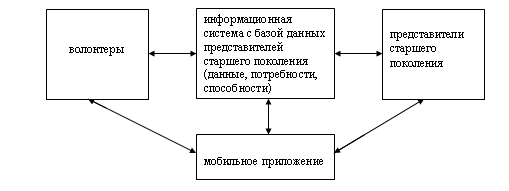 волонтеры
информационная
система с базой данных
представителей
старшего поколения
(данные, потребности,
способности)
представители
старшего
поколения
мобильное приложение